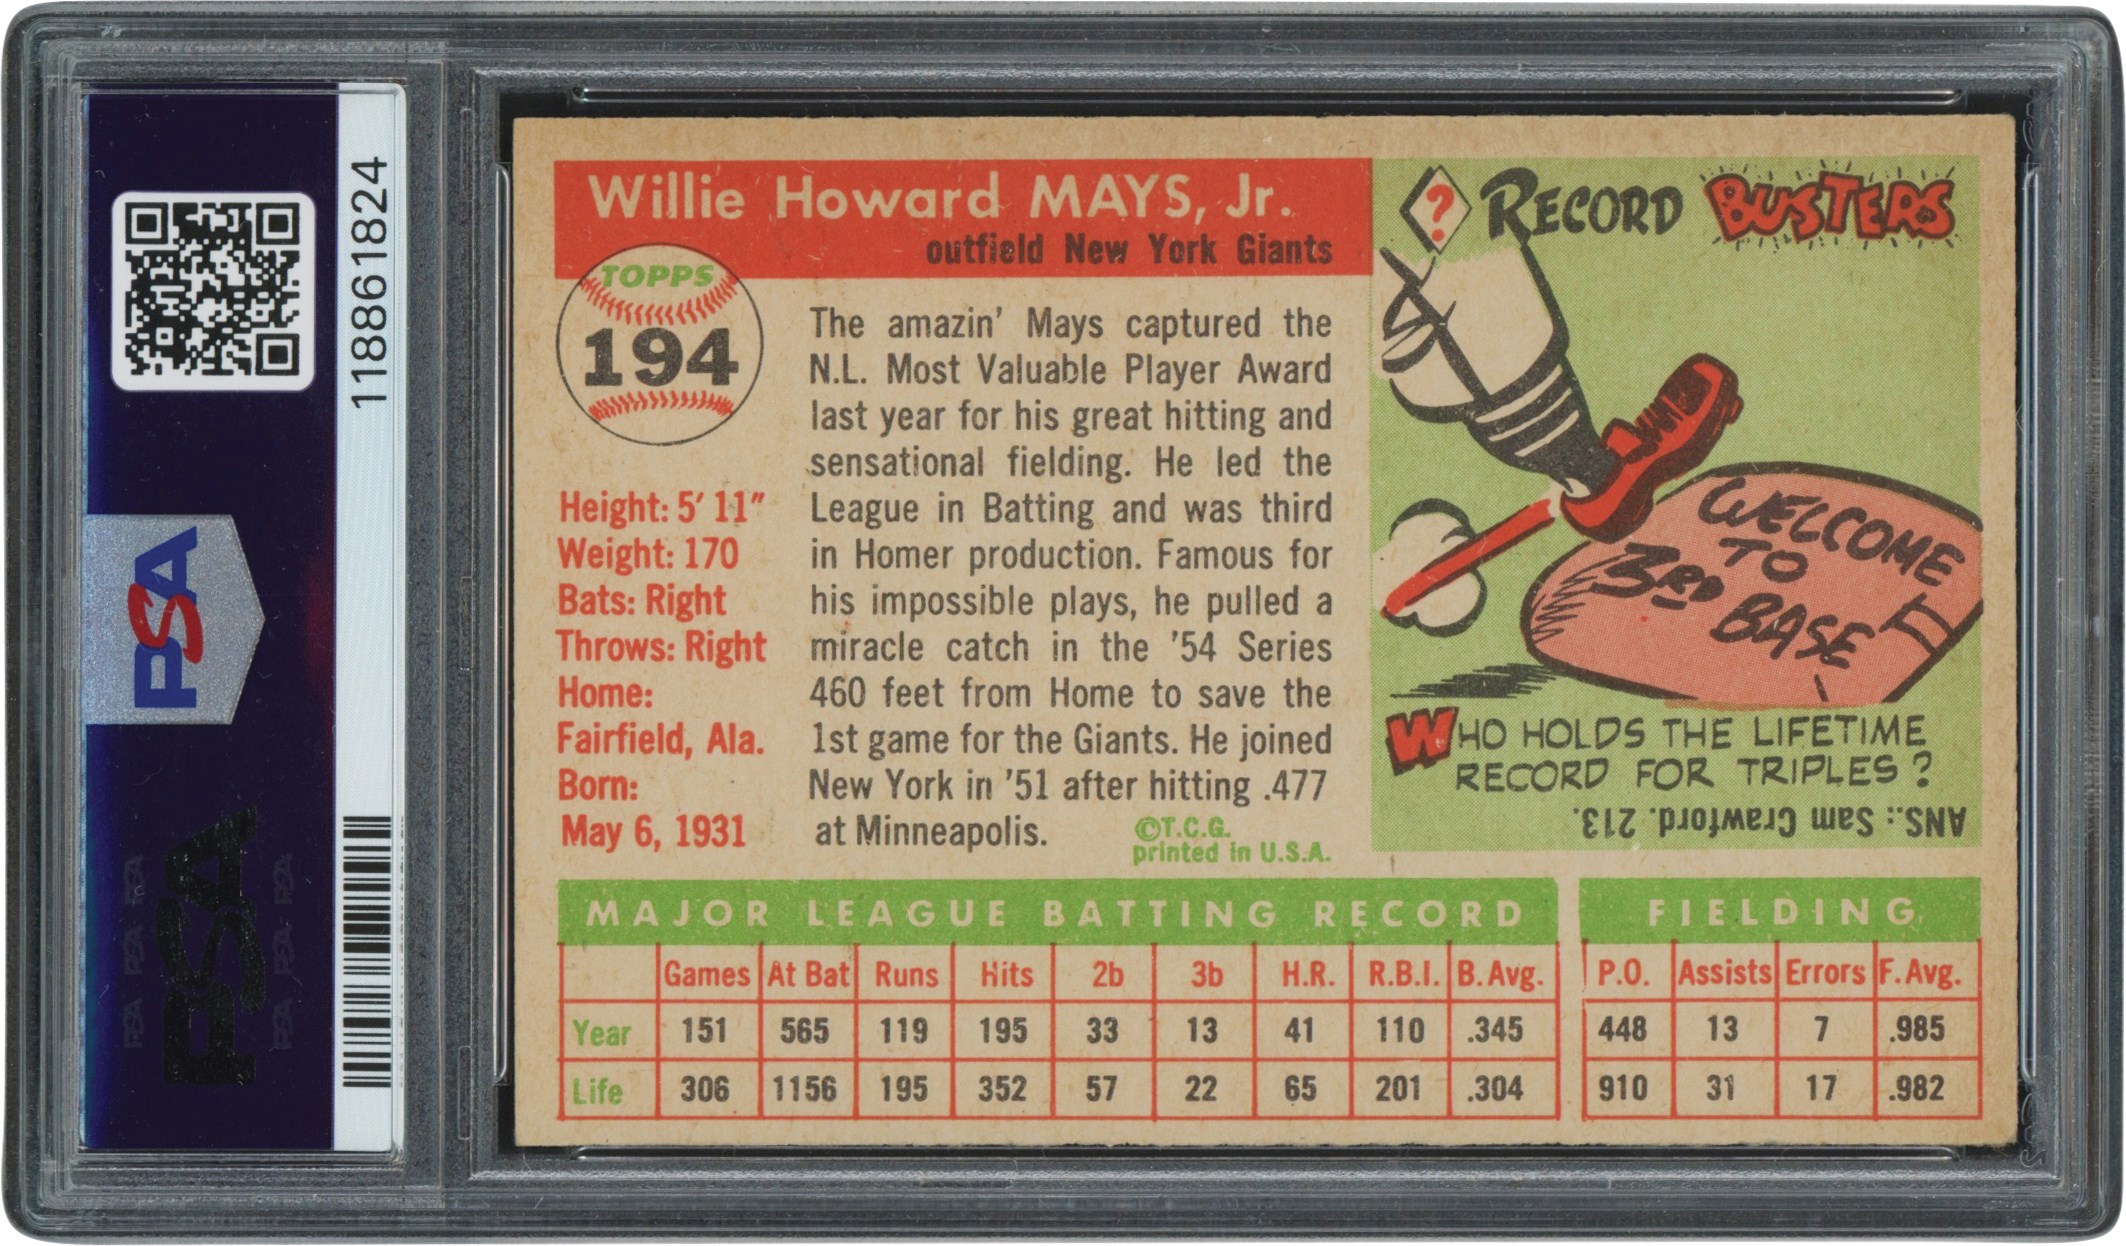 118861824
PSA
PSA
PSA PSA PSA
PSA PSA PSA
Willie Howard MAYS, Jr.
outfield New York Giants
TOPPS
194
Height: 5′ 11″
Weight: 170
Bats: Right
Throws: Right
Home:
Fairfield, Ala.
Born:
May 6, 1931
The amazin’ Mays captured the
N.L. Most Valuable Player Award
last year for his great hitting and
sensational fielding. He led the
League in Batting and was third
in Homer production. Famous for
his impossible plays, he pulled a
miracle catch in the ’54 Series
460 feet from Home to save the
1st game for the Giants. He joined
New York in ’51 after hitting .477
at Minneapolis.
©T.C.G.
printed in U.S.A.
? RECORD BUSTERS
WELCOME
TO
3RD BASE
WHO HOLDS THE LIFETIME
RECORD FOR TRIPLES?
ANS.: Sam Crawford. 213.
MAJOR LEAGUE BATTING RECORD
Games At Bat Runs Hits 2b 3b H.R. R.B.I. B. Avg.
Year 151 565 119 195 33 13 41 110 .345
Life 306 1156 195 352 57 22 65 201 .304
FIELDING
P.O. Assists Errors F. Avg.
448 13 7 .985
910 31 17 .982